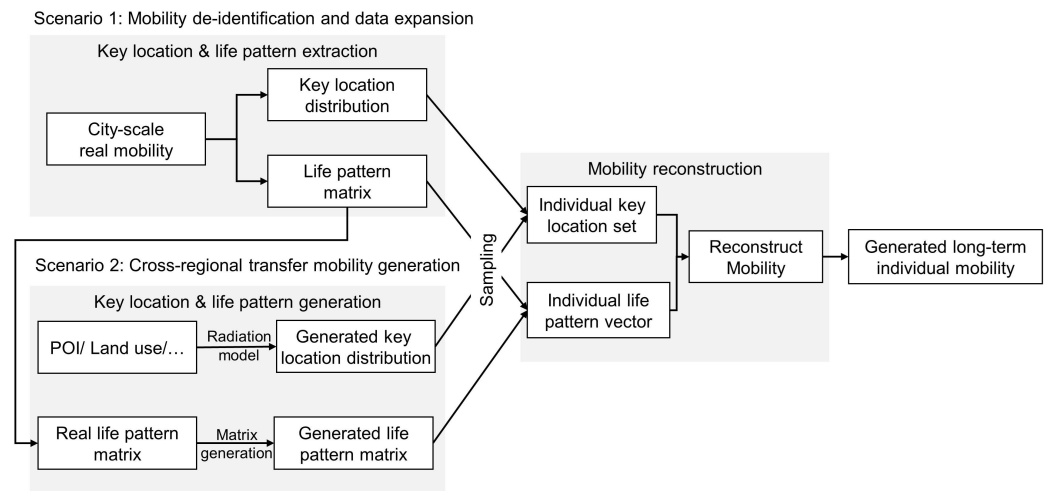 Scenario 1: Mobility de-identification and data expansion
Key location & life pattern extraction
City-scale
real mobility
Key location
distribution
Life pattern
matrix
Scenario 2: Cross-regional transfer mobility generation
Key location & life pattern generation
POI/ Land use/…
Radiation
model
Generated key
location distribution
Real life pattern
matrix
Matrix
generation
Generated life
pattern matrix
Sampling
Mobility reconstruction
Individual key
location set
Individual life
pattern vector
Reconstruct
Mobility
Generated long-term
individual mobility